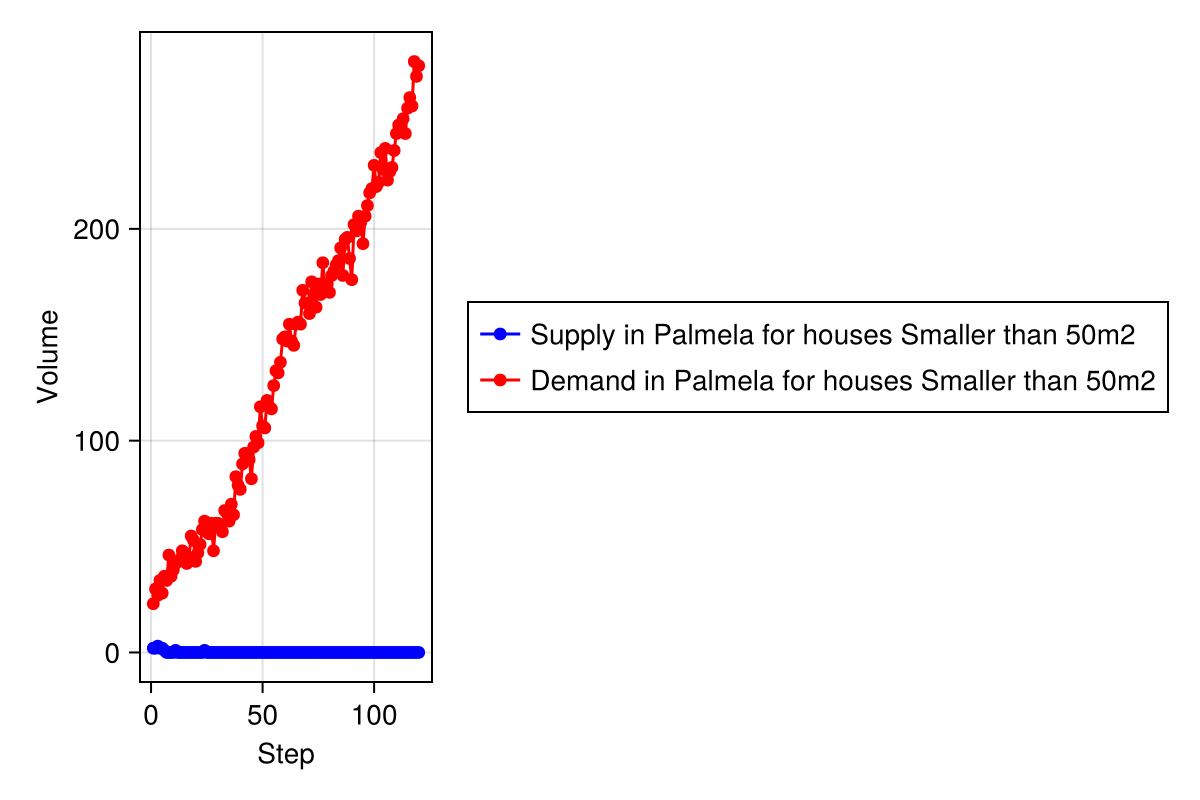 Volume
200
100
0
0 50 100
Step
Supply in Palmela for houses Smaller than 50m2
Demand in Palmela for houses Smaller than 50m2